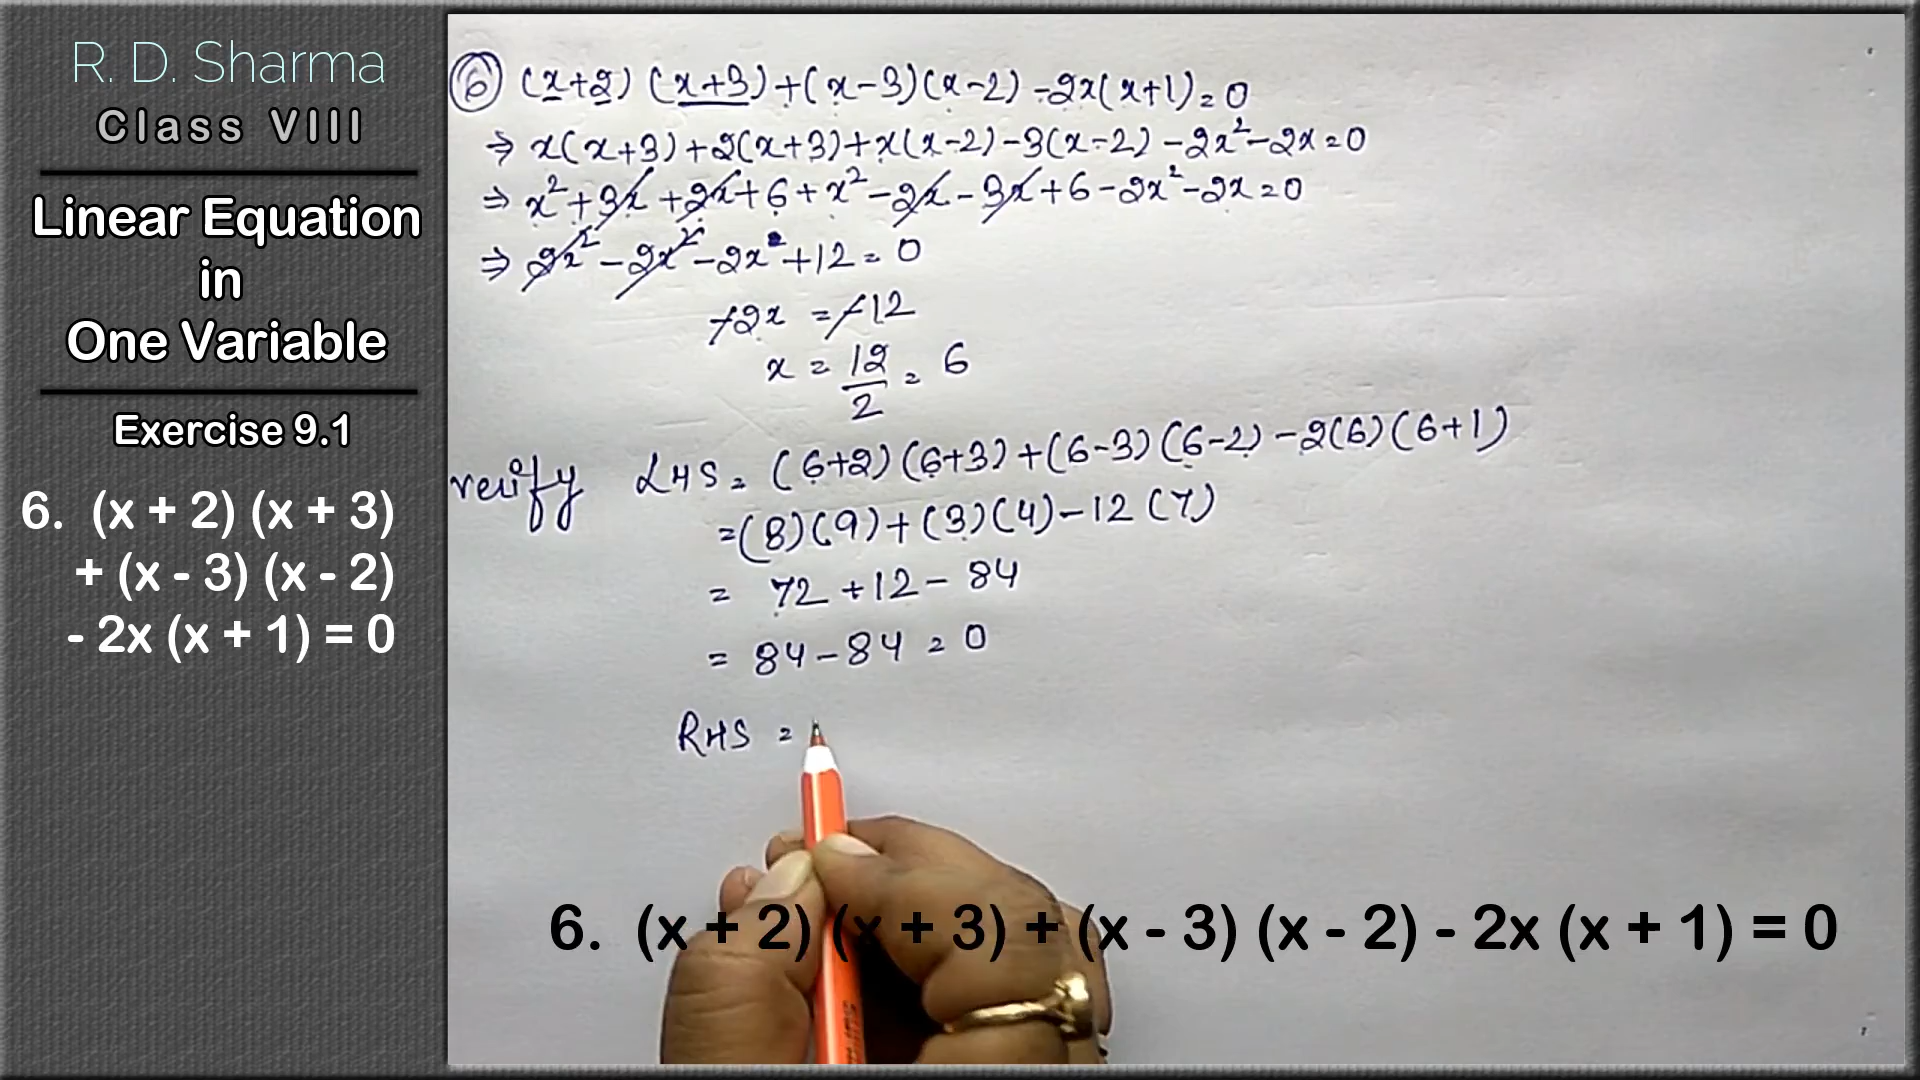 R. D. Sharma
Class VIII
Linear Equation
in
One Variable
Exercise 9.1
6. (x + 2) (x + 3)
+ (x - 3) (x - 2)
- 2x (x + 1) = 0
⑥ (x+2) (x+3) + (x-3)(x-2) -2x(x+1) = 0
⇒ x(x+3) + 2(x+3) + x(x-2) - 3(x-2) - 2x² - 2x = 0
⇒ x² + 3x + 2x + 6 + x² - 2x - 3x + 6 - 2x² - 2x = 0
⇒ 2x² - 2x² - 2x + 12 = 0
-2x = -12
x = 12/2 = 6
verify LHS = (6+2)(6+3) + (6-3)(6-2) - 2(6)(6+1)
= (8)(9) + (3)(4) - 12(7)
= 72 + 12 - 84
= 84 - 84 = 0
RHS =
6. (x + 2) (x + 3) + (x - 3) (x - 2) - 2x (x + 1) = 0